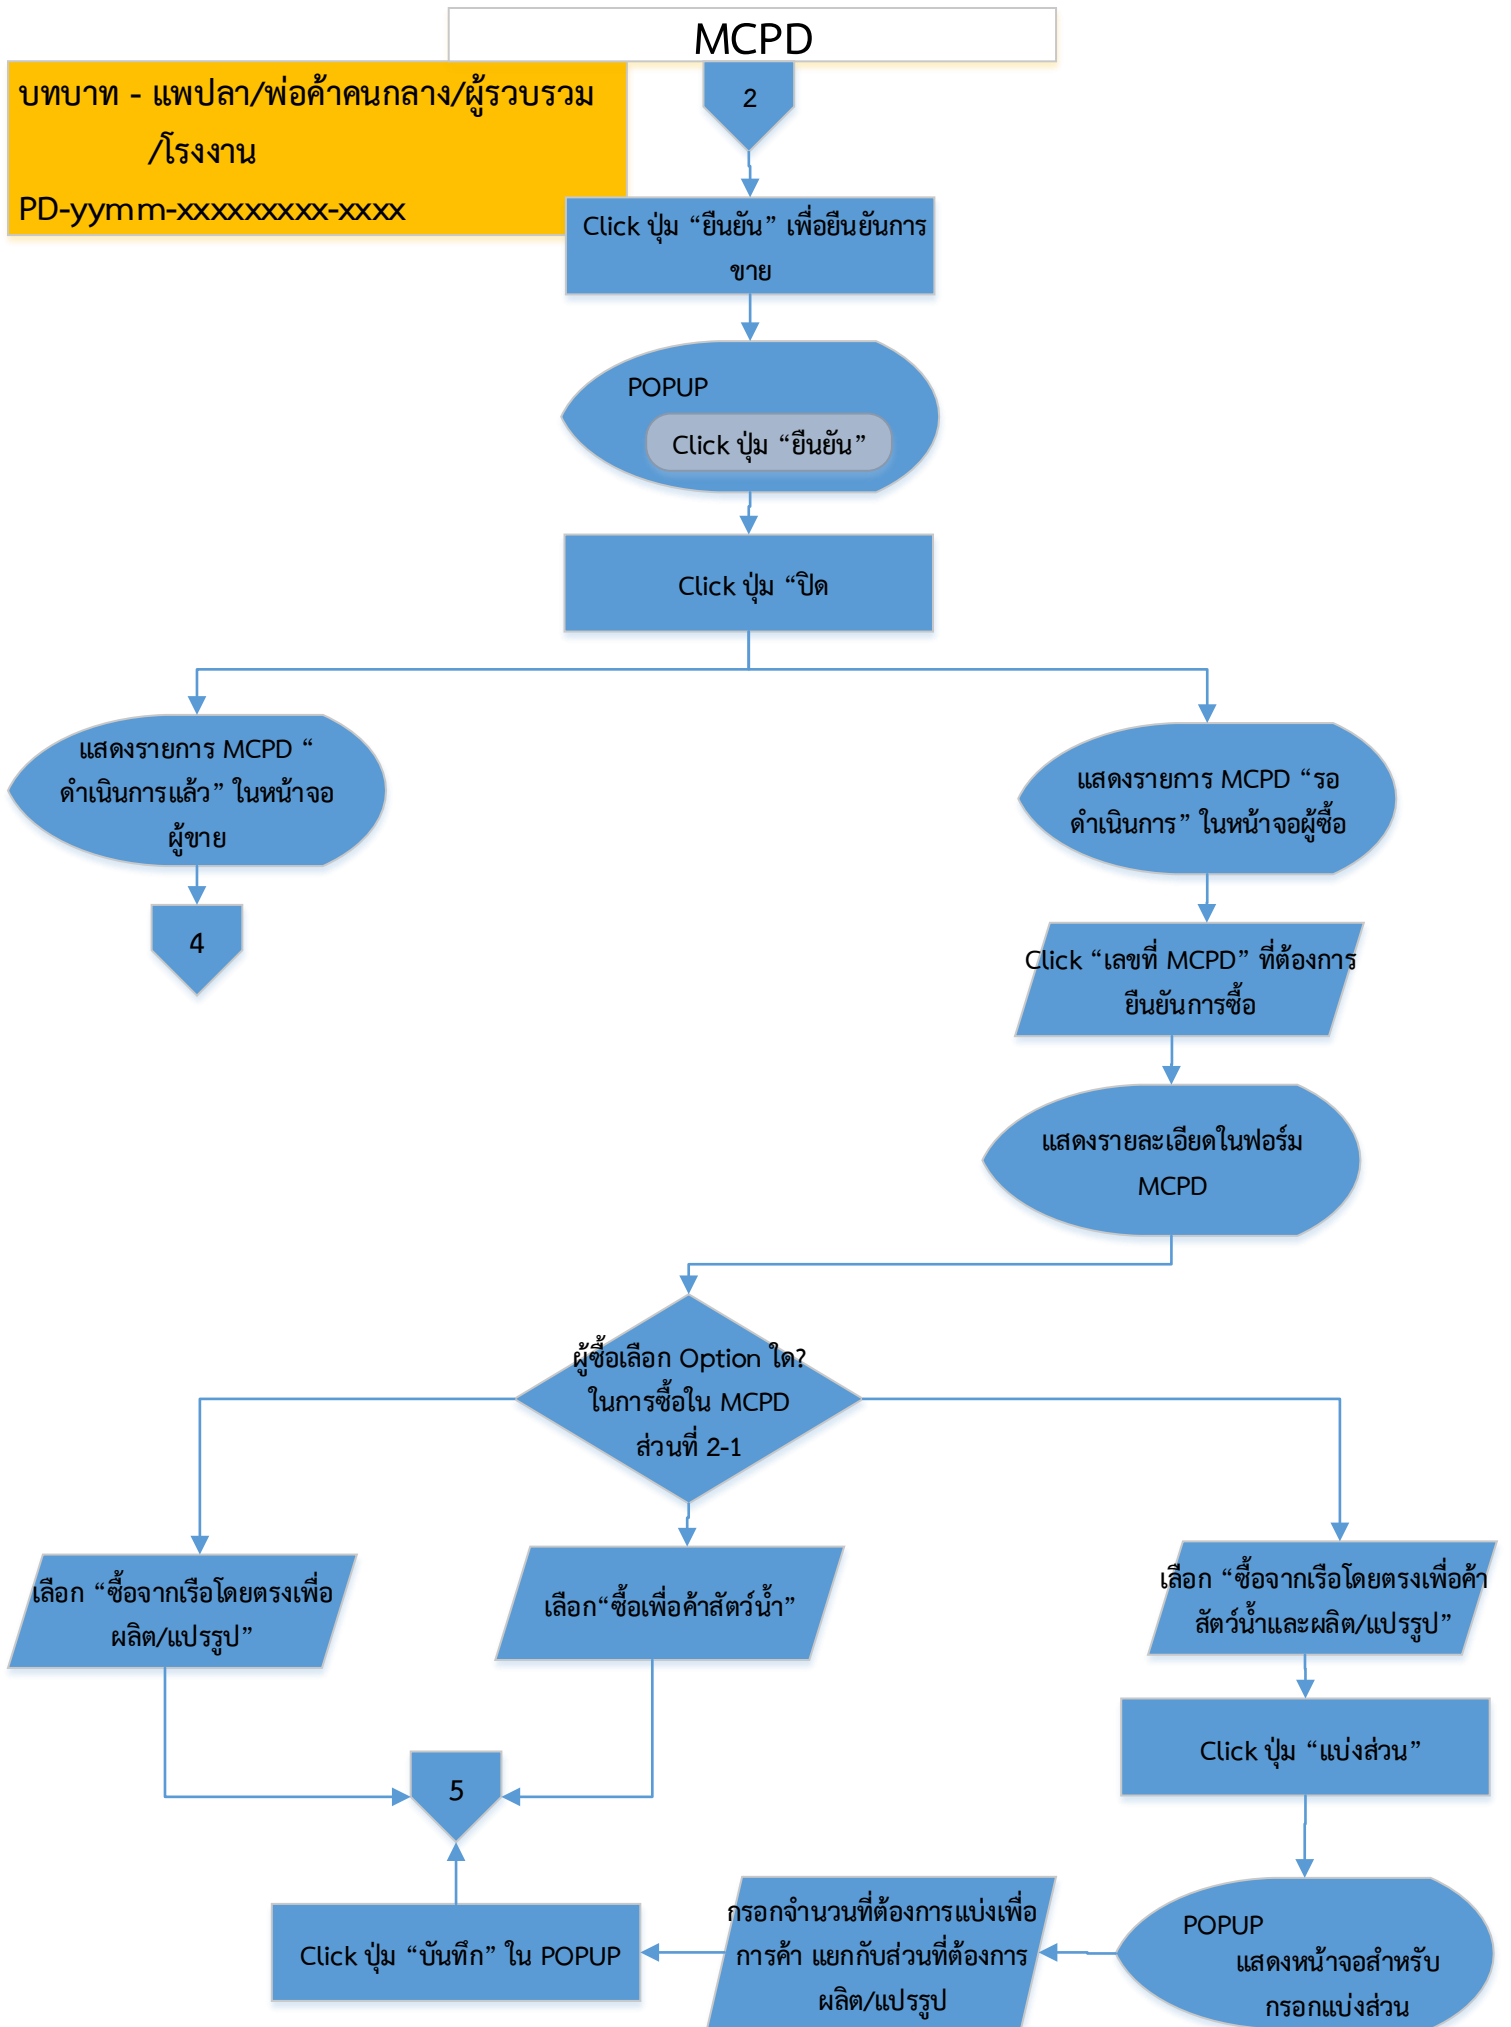 MCPD
บทบาท - แพปลา/พ่อค้าคนกลาง/ผู้รวบรวม
/โรงงาน
PD-yymm-xxxxxxxxx-xxxx
2
Click ปุ่ม “ยืนยัน” เพื่อยืนยันการ
ขาย
POPUP
Click ปุ่ม “ยืนยัน”
Click ปุ่ม “ปิด
แสดงรายการ MCPD “
ดำเนินการแล้ว” ในหน้าจอ
ผู้ขาย
4
แสดงรายการ MCPD “รอ
ดำเนินการ” ในหน้าจอผู้ซื้อ
Click “เลขที่ MCPD” ที่ต้องการ
ยืนยันการซื้อ
แสดงรายละเอียดในฟอร์ม
MCPD
ผู้ซื้อเลือก Option ใด?
ในการซื้อใน MCPD
ส่วนที่ 2-1
เลือก “ซื้อจากเรือโดยตรงเพื่อ
ผลิต/แปรรูป”
เลือก“ซื้อเพื่อค้าสัตว์น้ำ”
เลือก “ซื้อจากเรือโดยตรงเพื่อค้า
สัตว์น้ำและผลิต/แปรรูป”
Click ปุ่ม “แบ่งส่วน”
5
POPUP
แสดงหน้าจอสำหรับ
กรอกแบ่งส่วน
กรอกจำนวนที่ต้องการแบ่งเพื่อ
การค้า แยกกับส่วนที่ต้องการ
ผลิต/แปรรูป
Click ปุ่ม “บันทึก” ใน POPUP